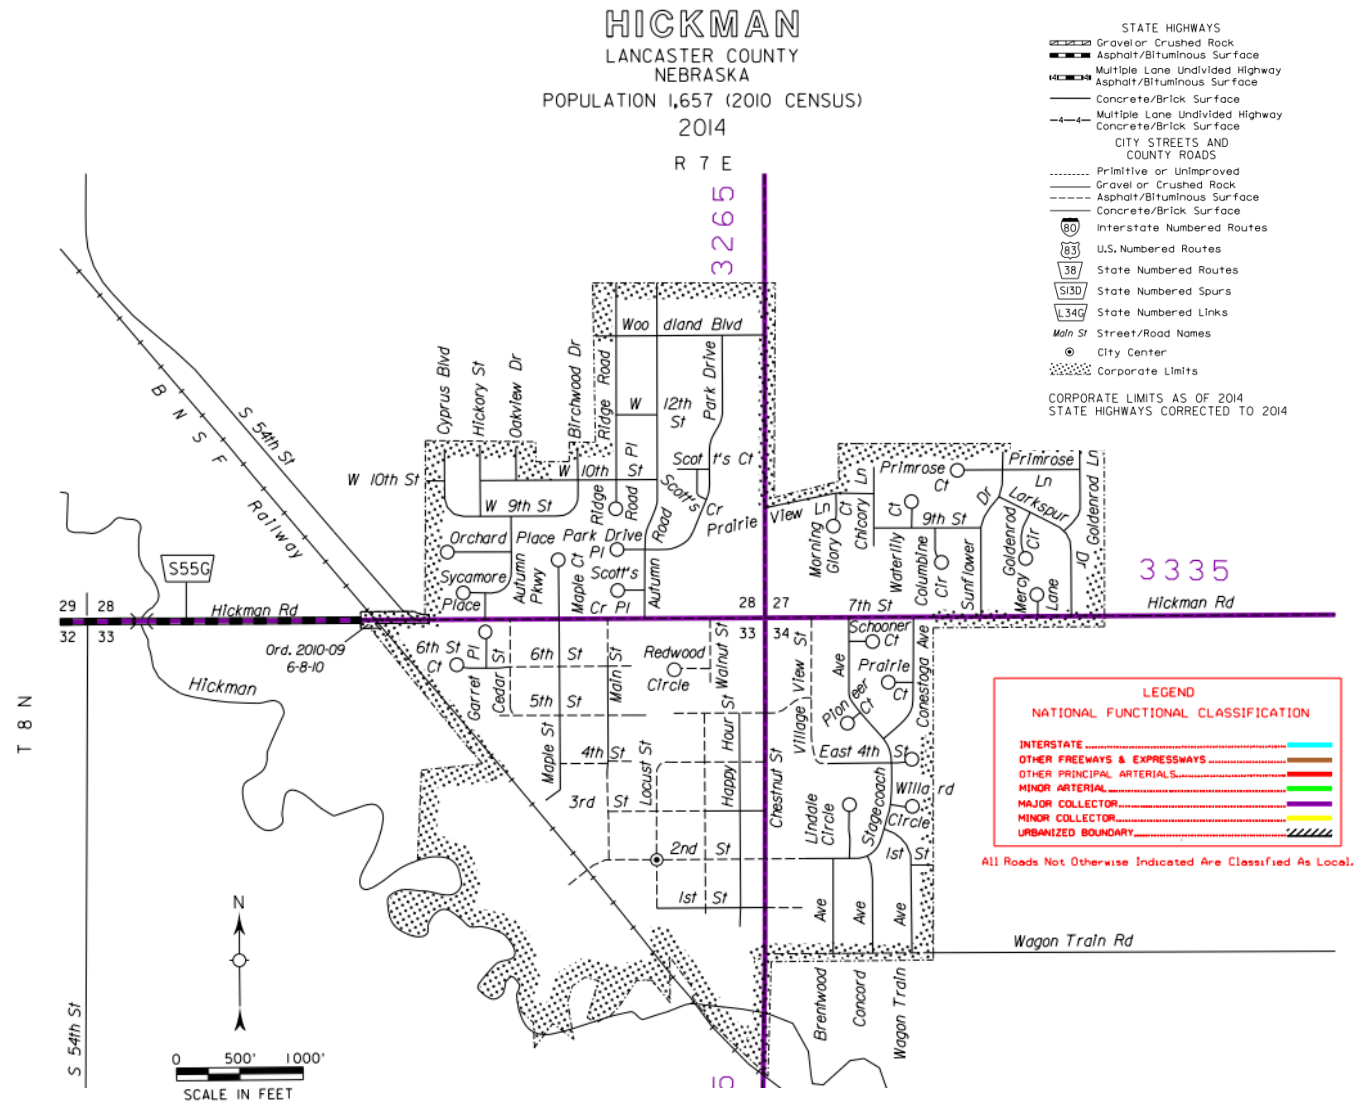 HICKMAN
LANCASTER COUNTY
NEBRASKA
POPULATION 1,657 (2010 CENSUS)
2014
R 7 E
STATE HIGHWAYS
Gravel or Crushed Rock
Asphalt/Bituminous Surface
4 4 Multiple Lane Undivided Highway
Asphalt/Bituminous Surface
Concrete/Brick Surface
4 4 Multiple Lane Undivided Highway
Concrete/Brick Surface
CITY STREETS AND
COUNTY ROADS
Primitive or Unimproved
Gravel or Crushed Rock
Asphalt/Bituminous Surface
Concrete/Brick Surface
80 Interstate Numbered Routes
83 U.S. Numbered Routes
38 State Numbered Routes
S13D State Numbered Spurs
L34G State Numbered Links
Main St Street/Road Names
City Center
Corporate Limits
CORPORATE LIMITS AS OF 2014
STATE HIGHWAYS CORRECTED TO 2014
3265
Woodland Blvd
Cyprus Blvd
Hickory St
Oakview Dr
Birchwood Dr
Ridge Road
Park Drive
S 54th St
BNSF
Railway
W 12th
St
W 10th St
W 10th St
Scott's Ct
W 9th St
Ridge
Road Pl
Scott's
Cr
Prairie View Ln
Orchard Place
Park Drive
Pl
Autumn
Pkwy
Maple Ct
Sycamore
Place
Scott's
Cr Pl
Autumn
Road
Morning
Glory Ct
Chicory Ln
Primrose
Ct
Primrose
Ln
Larkspur
Dr
Goldenrod Ln
9th St
Waterlily
Ct
Columbine
Cir
Sunflower
Dr
Goldenrod
Cir
Mercy
Lane
3335
S55G
29 28
32 33
Hickman Rd
28 27
33 34
7th St
Hickman Rd
Ord. 2010-09
6-8-10
6th St
Ct
Garret Pl
Cedar St
6th St
Main St
Redwood
Circle
Walnut St
Village View St
Schooner
Ct
Prairie
Ct
Pioneer
Ave
Ct
Conestoga Ave
Hickman
T 8 N
5th St
4th St
Maple St
3rd St
Locust St
Happy Hour St
Chestnut St
East 4th St
Willard
Circle
Lindale
Circle
Stagecoach
2nd St
1st St
1st St
Ave
Ave
Ave
Brentwood
Concord
Wagon Train
Wagon Train Rd
LEGEND
NATIONAL FUNCTIONAL CLASSIFICATION
INTERSTATE
OTHER FREEWAYS & EXPRESSWAYS
OTHER PRINCIPAL ARTERIALS
MINOR ARTERIAL
MAJOR COLLECTOR
MINOR COLLECTOR
URBANIZED BOUNDARY
All Roads Not Otherwise Indicated Are Classified As Local.
N
S 54th St
0 500' 1000'
SCALE IN FEET